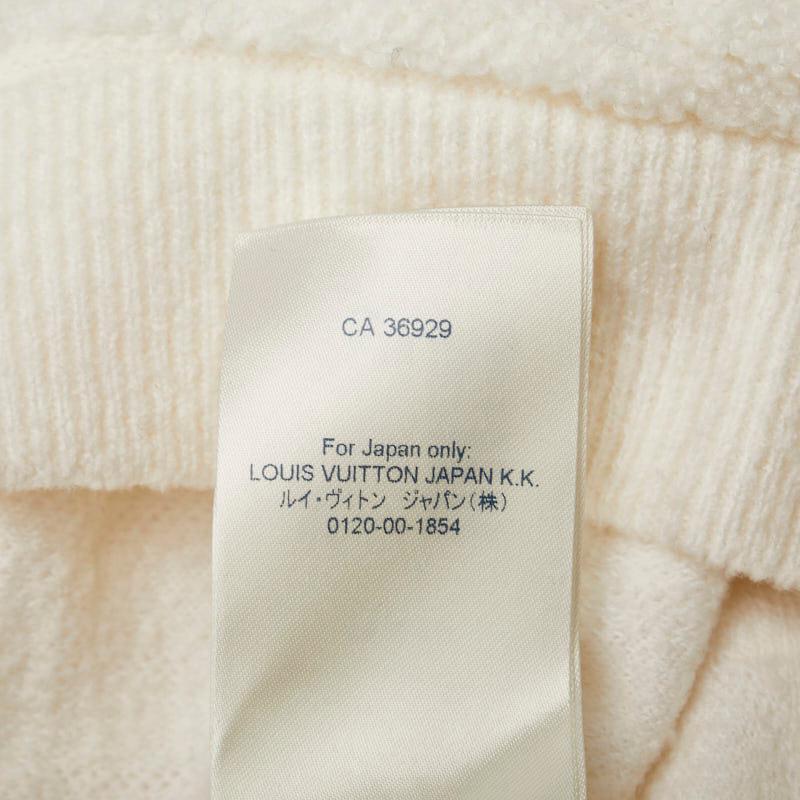 CA 36929
For Japan only:
LOUIS VUITTON JAPAN K.K.
ルイ・ヴィトン ジャパン(株)
0120-00-1854